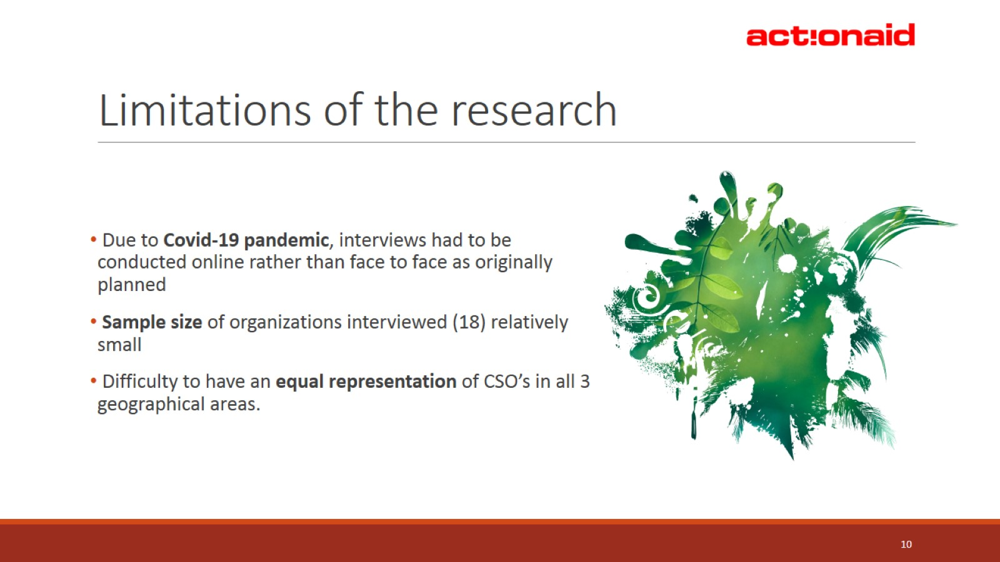 act!onaid
Limitations of the research
• Due to Covid-19 pandemic, interviews had to be
conducted online rather than face to face as originally
planned
• Sample size of organizations interviewed (18) relatively
small
• Difficulty to have an equal representation of CSO’s in all 3
geographical areas.
10